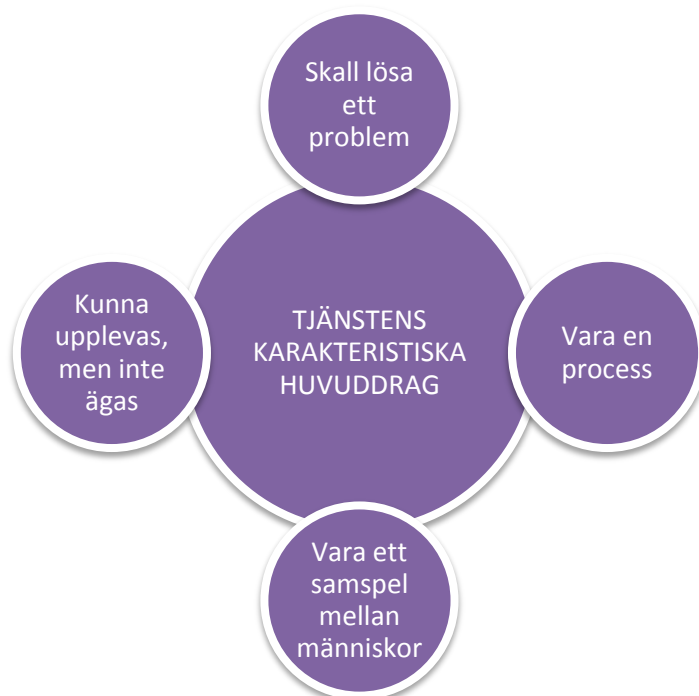 Skall lösa
ett
problem
Kunna
upplevas,
men inte
ägas
TJÄNSTENS
KARAKTERISTISKA
HUVUDDRAG
Vara en
process
Vara ett
samspel
mellan
människor